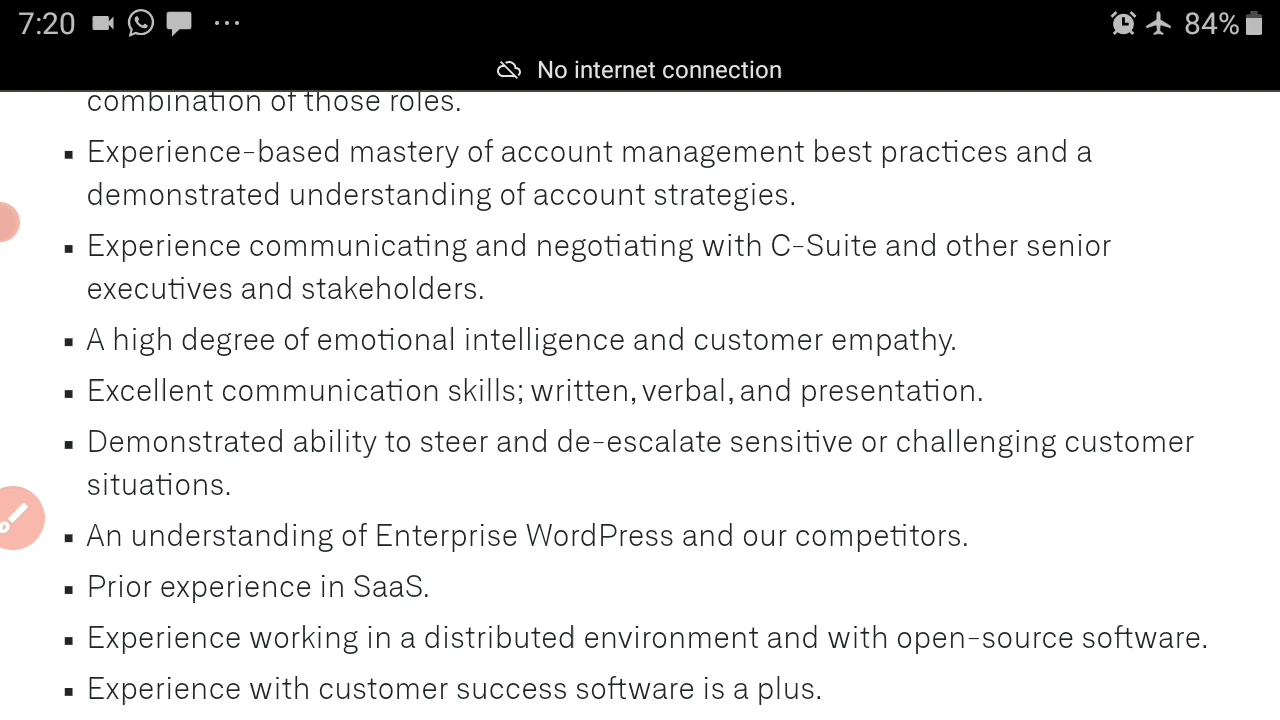 7:20 84%
No internet connection
combination of those roles.
Experience-based mastery of account management best practices and a
demonstrated understanding of account strategies.
Experience communicating and negotiating with C-Suite and other senior
executives and stakeholders.
A high degree of emotional intelligence and customer empathy.
Excellent communication skills; written, verbal, and presentation.
Demonstrated ability to steer and de-escalate sensitive or challenging customer
situations.
An understanding of Enterprise WordPress and our competitors.
Prior experience in SaaS.
Experience working in a distributed environment and with open-source software.
Experience with customer success software is a plus.